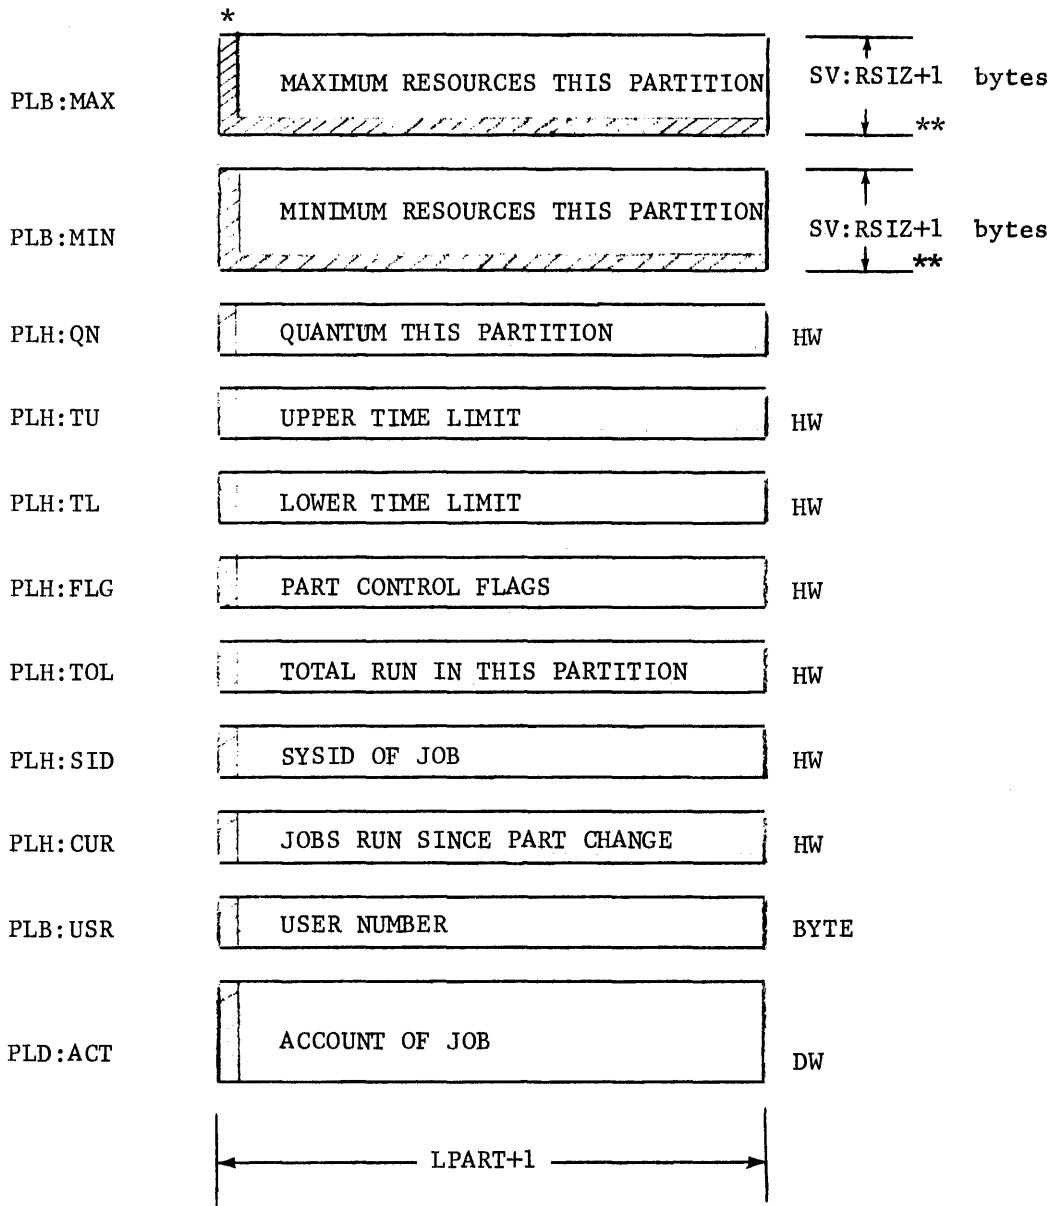 *
PLB:MAX MAXIMUM RESOURCES THIS PARTITION SV:RSIZ+1 bytes
**
PLB:MIN MINIMUM RESOURCES THIS PARTITION SV:RSIZ+1 bytes
**
PLH:QN QUANTUM THIS PARTITION HW
PLH:TU UPPER TIME LIMIT HW
PLH:TL LOWER TIME LIMIT HW
PLH:FLG PART CONTROL FLAGS HW
PLH:TOL TOTAL RUN IN THIS PARTITION HW
PLH:SID SYSID OF JOB HW
PLH:CUR JOBS RUN SINCE PART CHANGE HW
PLB:USR USER NUMBER BYTE
PLD:ACT ACCOUNT OF JOB DW
LPART+1